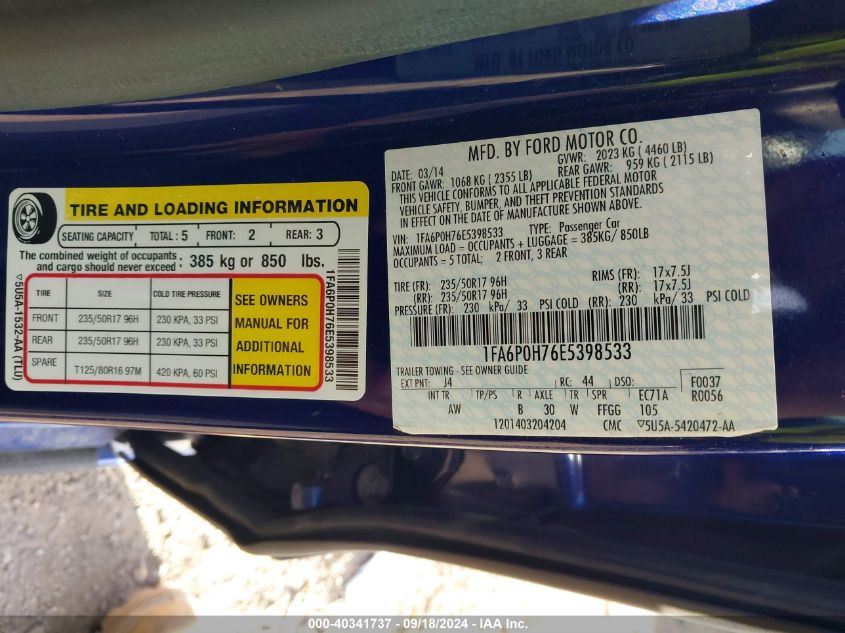 TIRE AND LOADING INFORMATION
SEATING CAPACITY TOTAL: 5 FRONT: 2 REAR: 3
The combined weight of occupants and cargo should never exceed: 385 kg or 850 lbs.
TIRE SIZE COLD TIRE PRESSURE
FRONT 235/50R17 96H 230 KPA, 33 PSI
REAR 235/50R17 96H 230 KPA, 33 PSI
SPARE T125/80R16 97M 420 KPA, 60 PSI
SEE OWNERS
MANUAL FOR
ADDITIONAL
INFORMATION
▽5U5A-1532-AA (TLU)
1FA6P0H76E5398533
MFD. BY FORD MOTOR CO.
DATE: 03/14 GVWR: 2023 KG ( 4460 LB)
FRONT GAWR: 1068 KG ( 2355 LB) REAR GAWR: 959 KG ( 2115 LB)
THIS VEHICLE CONFORMS TO ALL APPLICABLE FEDERAL MOTOR
VEHICLE SAFETY, BUMPER, AND THEFT PREVENTION STANDARDS
IN EFFECT ON THE DATE OF MANUFACTURE SHOWN ABOVE.
VIN: 1FA6P0H76E5398533 TYPE: Passenger Car
MAXIMUM LOAD = OCCUPANTS + LUGGAGE = 385KG/ 850LB
OCCUPANTS = 5 TOTAL: 2 FRONT, 3 REAR
TIRE (FR): 235/50R17 96H RIMS (FR): 17x7.5J
(RR): 235/50R17 96H (RR): 17x7.5J
PRESSURE (FR): 230 kPa/ 33 PSI COLD (RR): 230 kPa/ 33 PSI COLD
1FA6P0H76E5398533
TRAILER TOWING - SEE OWNER GUIDE
EXT PNT: J4 RC: 44 DSO: F0037
INT TR TP/PS R AXLE TR SPR EC71A R0056
AW B 30 W FFGG 105
1201403204204 CMC ▽5U5A-5420472-AA
000-40341737 - 09/18/2024 - IAA Inc.